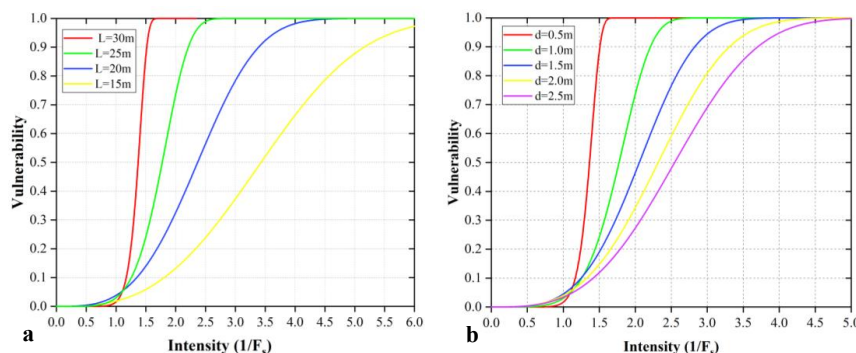 L=30m
L=25m
L=20m
L=15m
Vulnerability
1.0
0.9
0.8
0.7
0.6
0.5
0.4
0.3
0.2
0.1
0.0
0.0 0.5 1.0 1.5 2.0 2.5 3.0 3.5 4.0 4.5 5.0 5.5 6.0
Intensity (1/Fs)
a
d=0.5m
d=1.0m
d=1.5m
d=2.0m
d=2.5m
Vulnerability
1.0
0.9
0.8
0.7
0.6
0.5
0.4
0.3
0.2
0.1
0.0
0.0 0.5 1.0 1.5 2.0 2.5 3.0 3.5 4.0 4.5 5.0
Intensity (1/Fs)
b